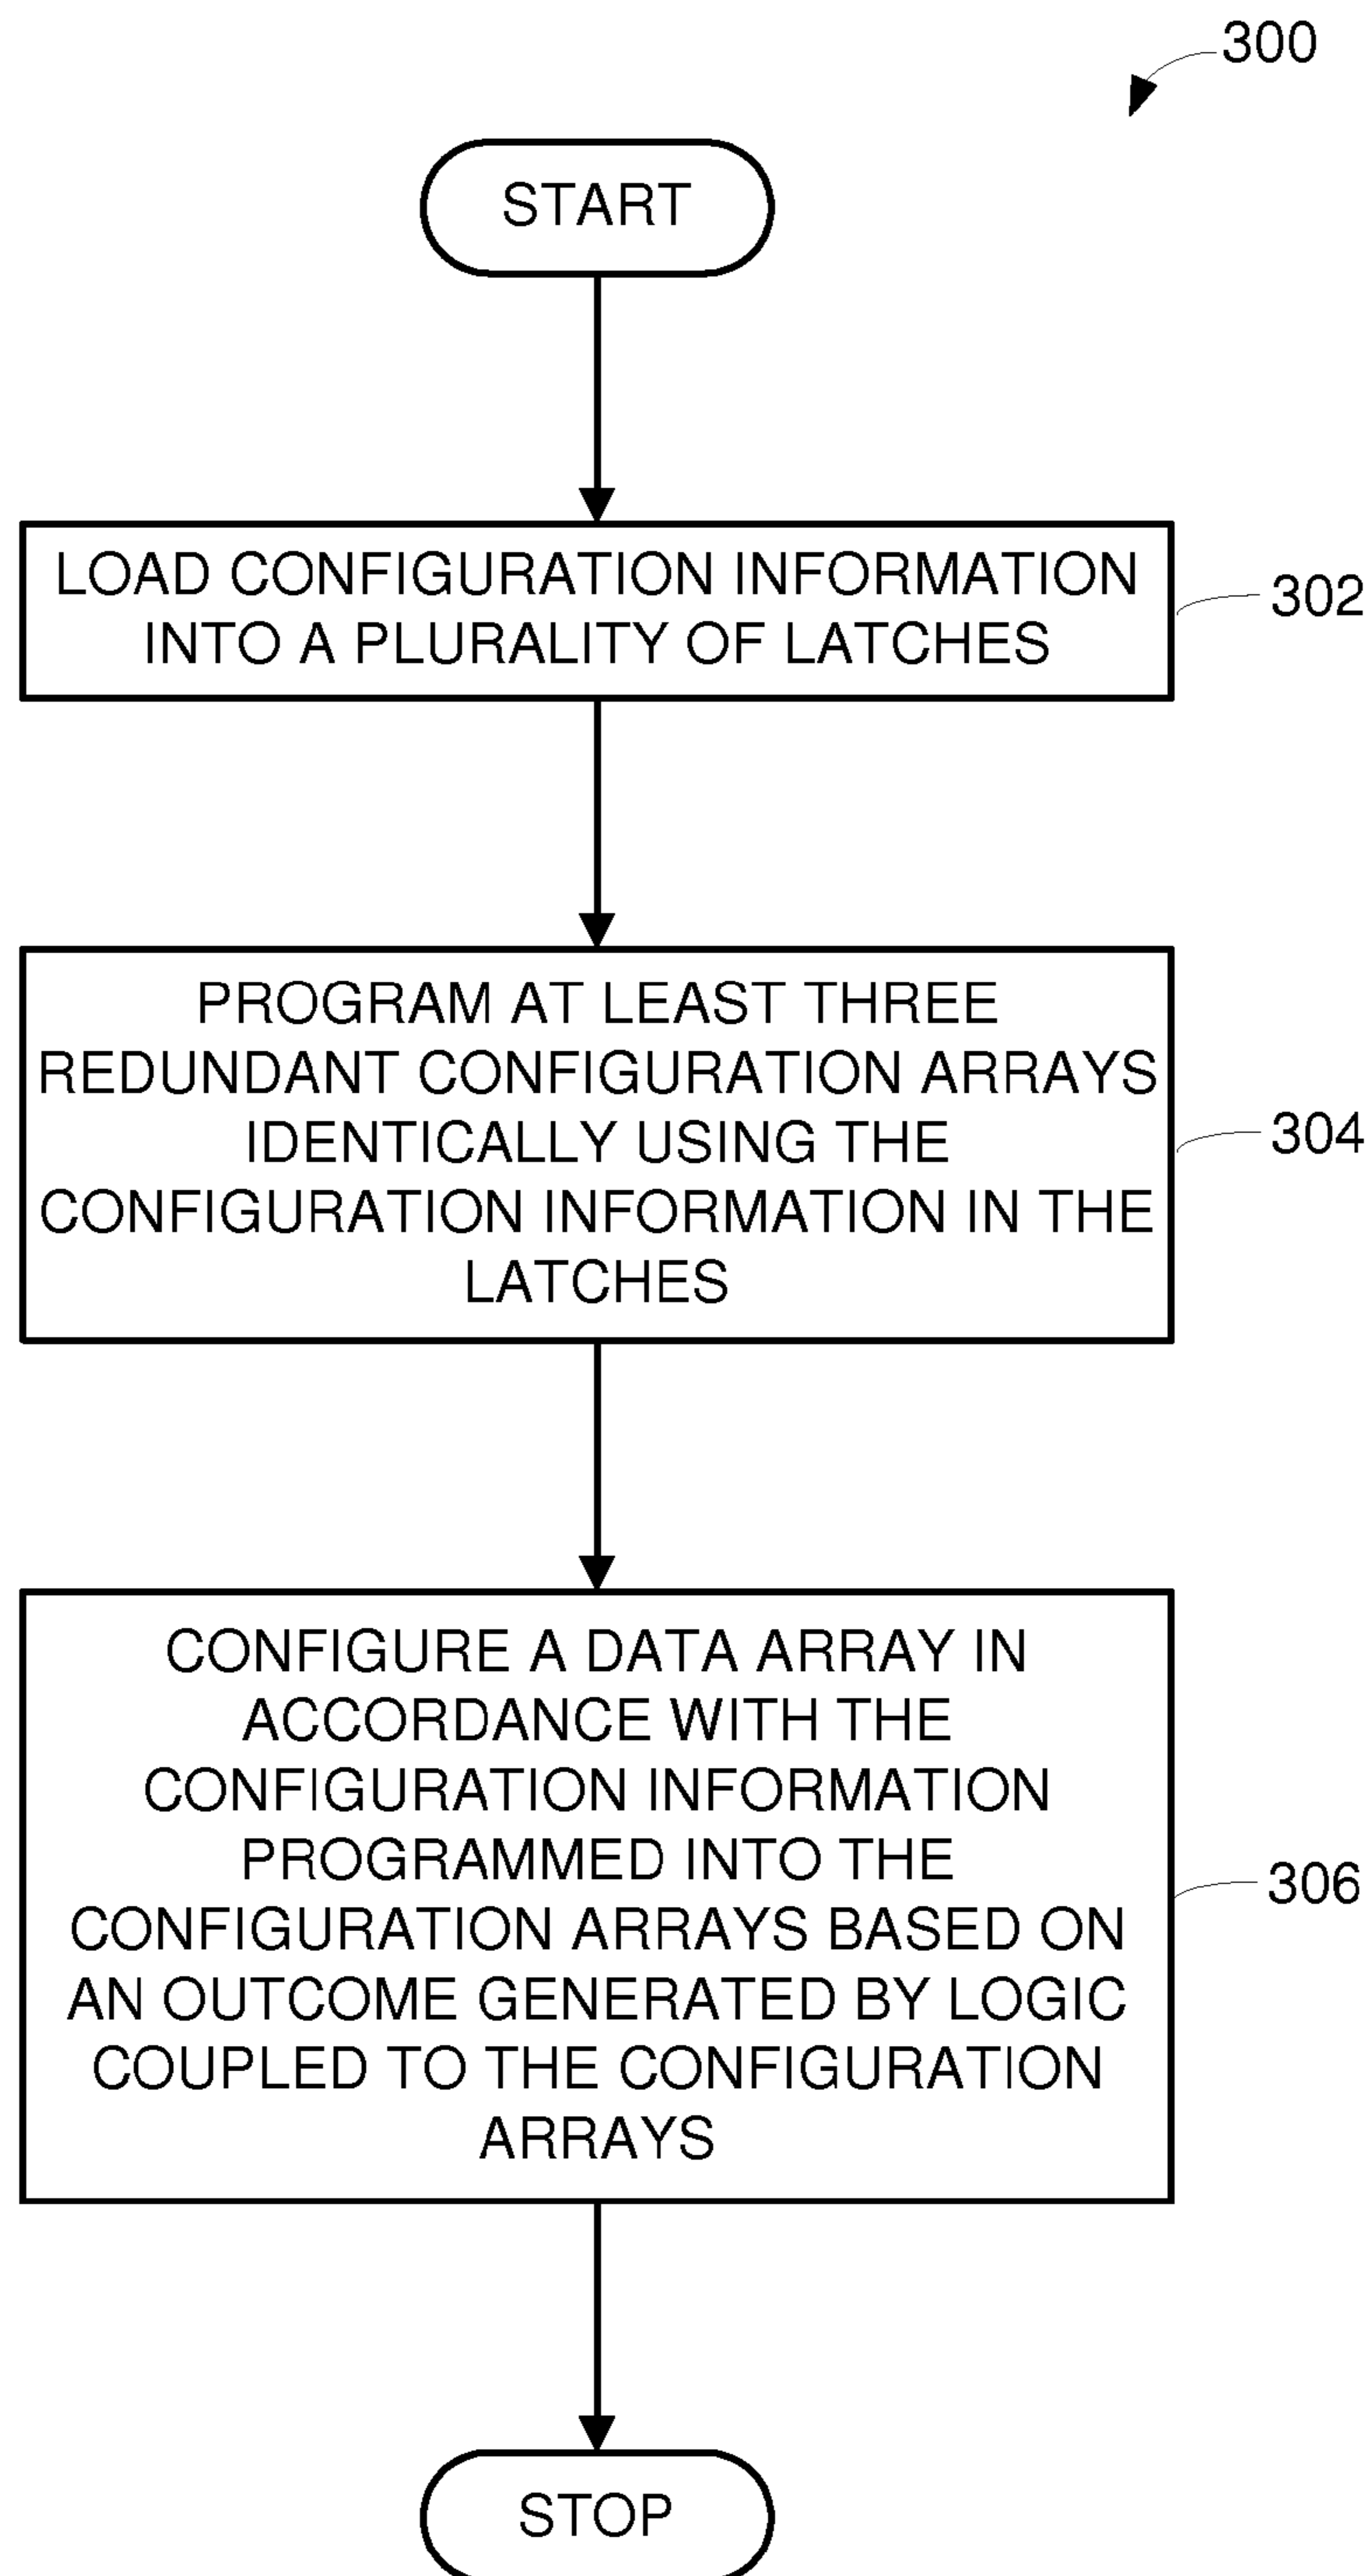 300
START
LOAD CONFIGURATION INFORMATION
INTO A PLURALITY OF LATCHES
302
PROGRAM AT LEAST THREE
REDUNDANT CONFIGURATION ARRAYS
IDENTICALLY USING THE
CONFIGURATION INFORMATION IN THE
LATCHES
304
CONFIGURE A DATA ARRAY IN
ACCORDANCE WITH THE
CONFIGURATION INFORMATION
PROGRAMMED INTO THE
CONFIGURATION ARRAYS BASED ON
AN OUTCOME GENERATED BY LOGIC
COUPLED TO THE CONFIGURATION
ARRAYS
306
STOP